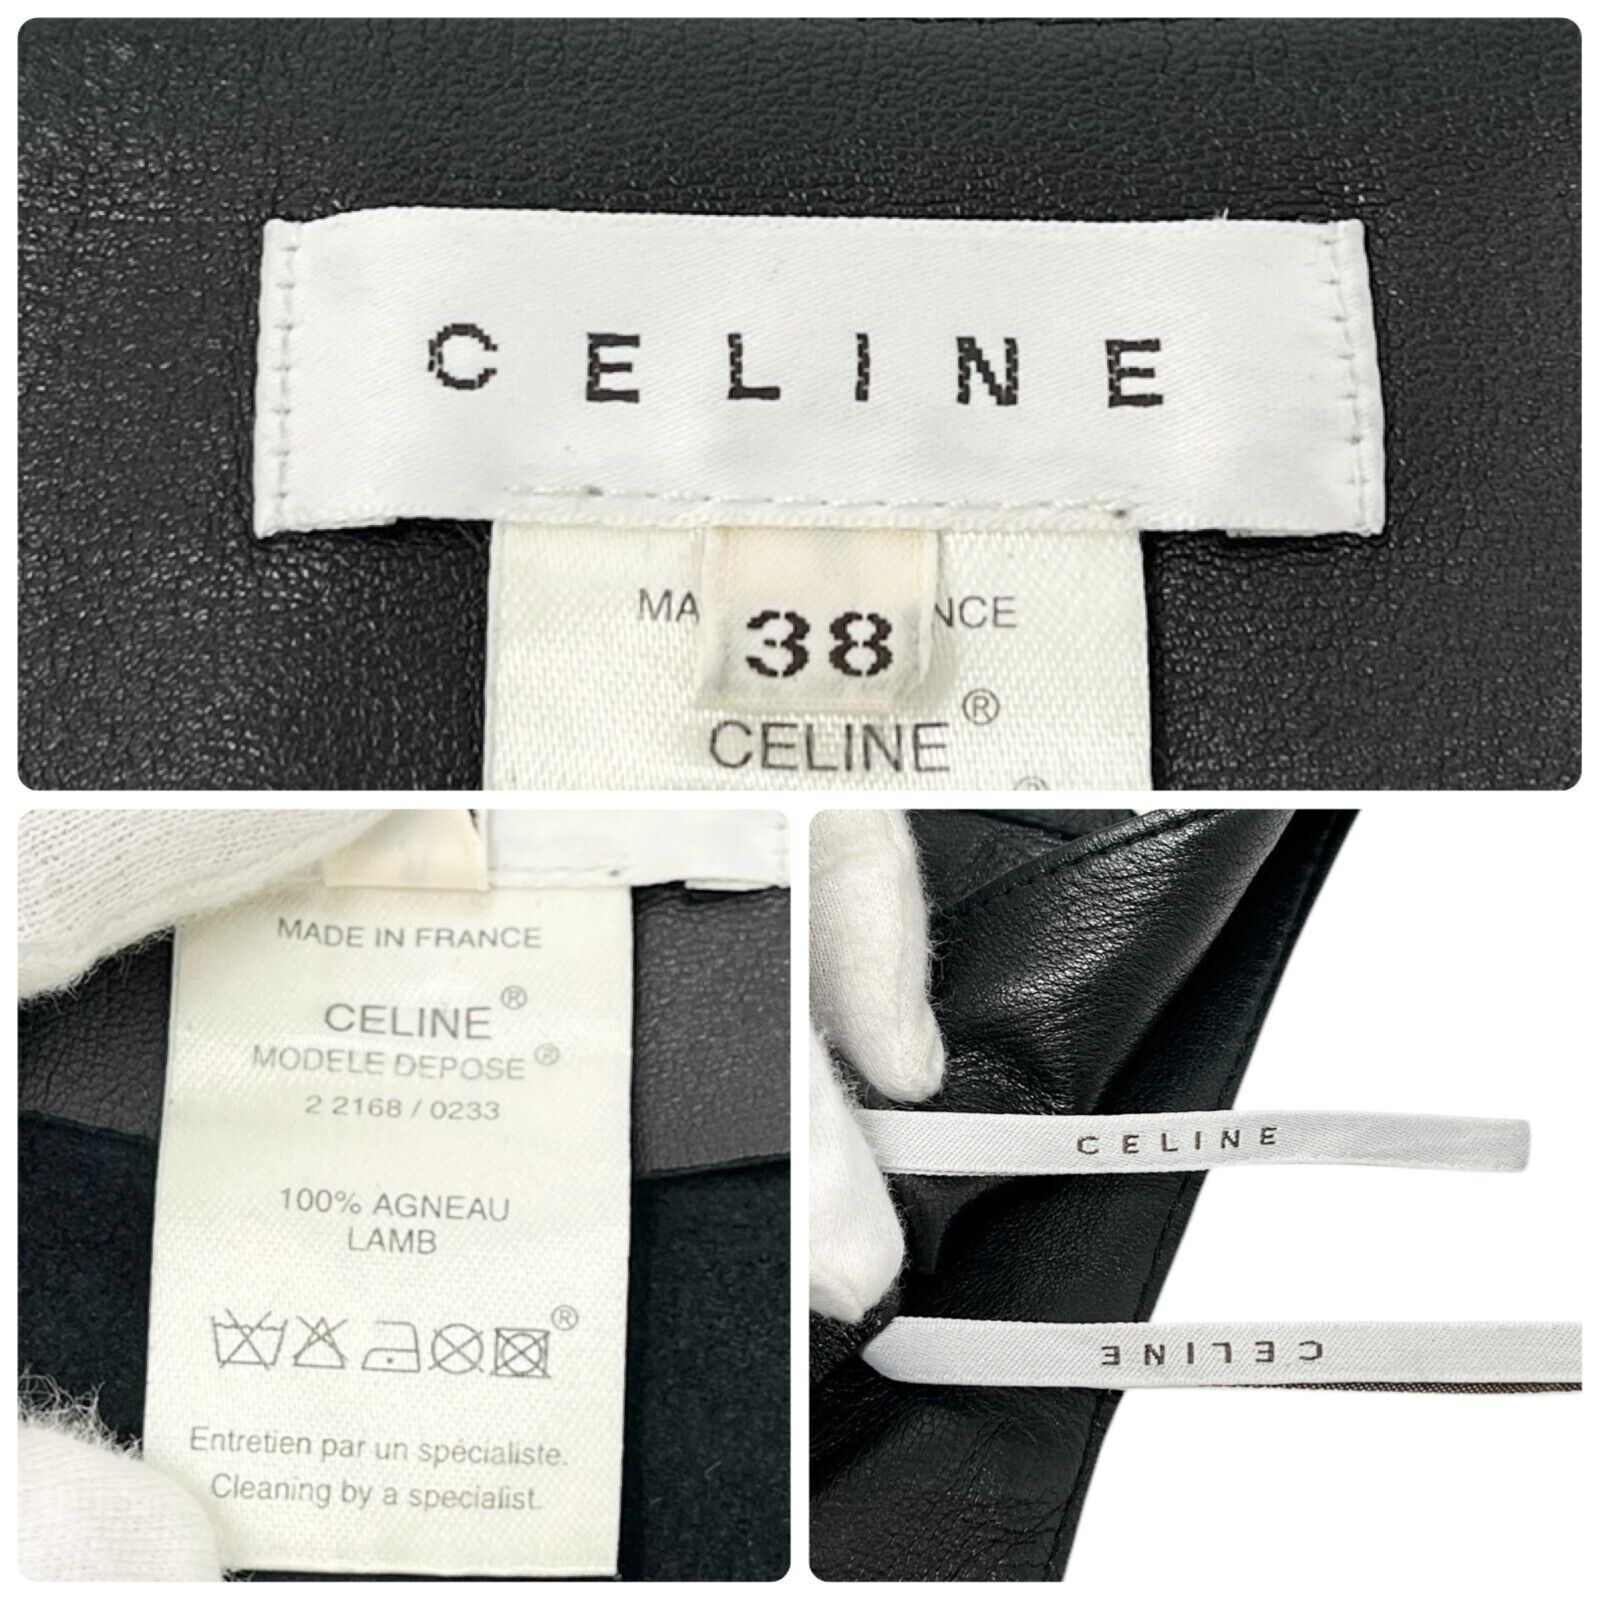 CELINE
38
MA NCE
CELINE ®
MADE IN FRANCE
CELINE ®
MODELE DEPOSE ®
2 2168 / 0233
100% AGNEAU
LAMB
®
Entretien par un spécialiste.
Cleaning by a specialist.
CELINE
CELINE